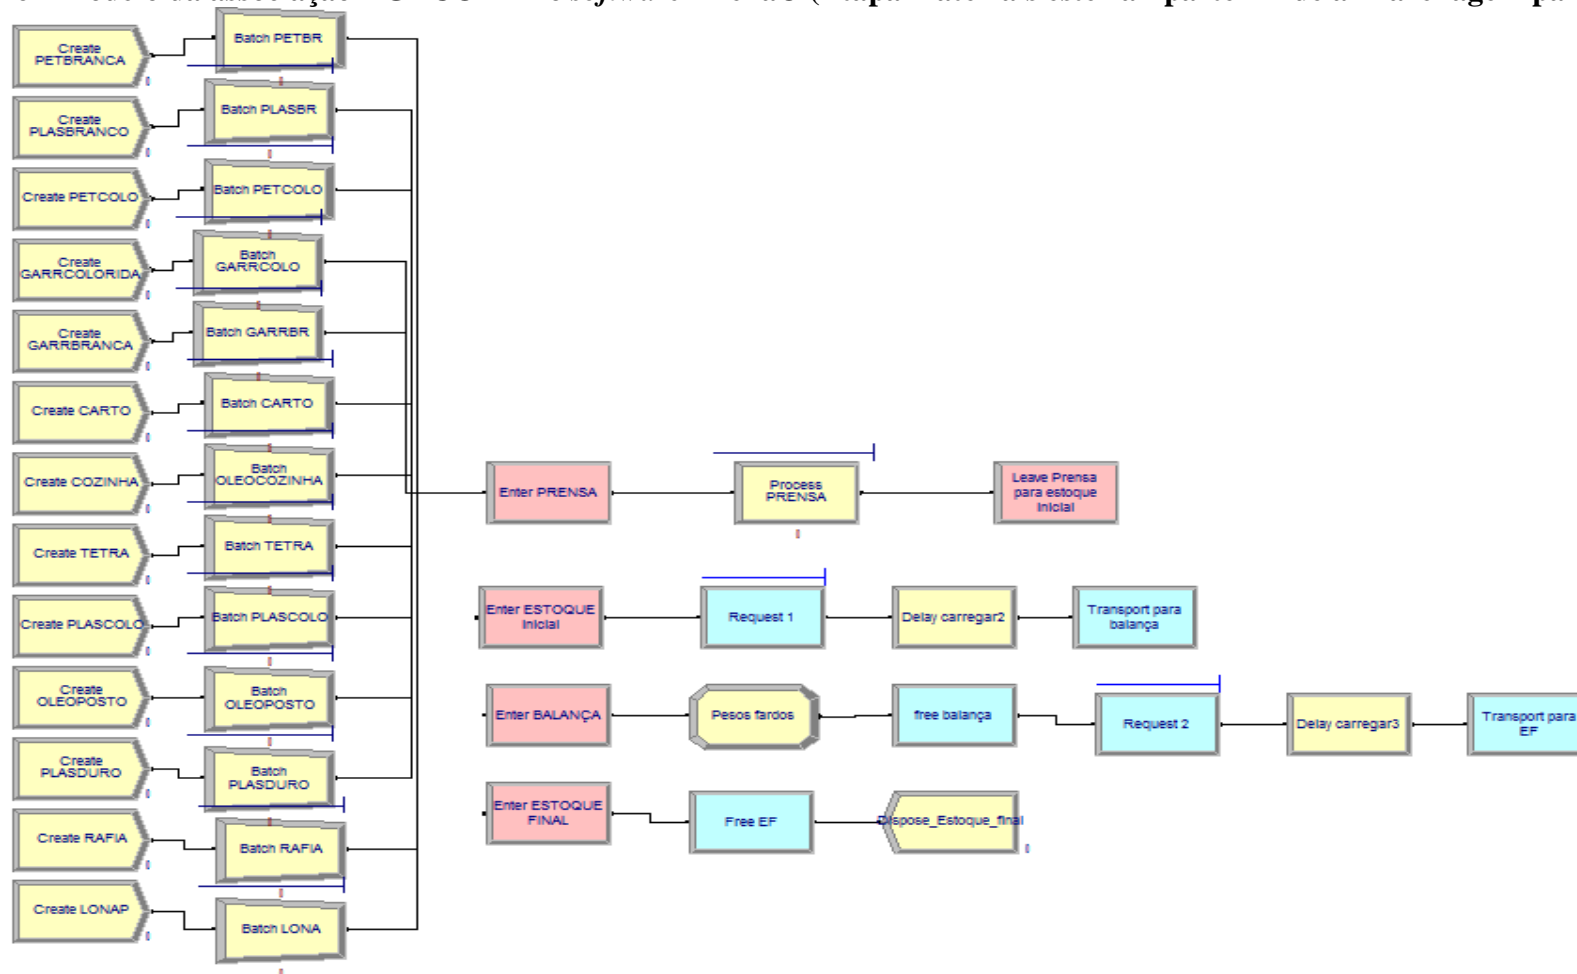 Create
PETBRANCA
Batch PETBR
Create
PLASBRANCO
Batch PLASBR
Create PETCOLO
Batch PETCOLO
Create
GARRCOLORIDA
Batch
GARRCOLO
Create
GARRBRANCA
Batch GARRBR
Create CARTO
Batch CARTO
Create COZINHA
Batch
OLEOCOZINHA
Create TETRA
Batch TETRA
Create PLASCOLO
Batch PLASCOLO
Create
OLEOPOSTO
Batch
OLEOPOSTO
Create
PLASDURO
Batch
PLASDURO
Create RAFIA
Batch RAFIA
Create LONAP
Batch LONA
Enter PRENSA
Process
PRENSA
Leave Prensa
para estoque
Inicial
Enter ESTOQUE
Inicial
Request 1
Delay carregar2
Transport para
balança
Enter BALANÇA
Pesos fardos
free balança
Request 2
Delay carregar3
Transport para
EF
Enter ESTOQUE
FINAL
Free EF
Dispose_Estoque_final